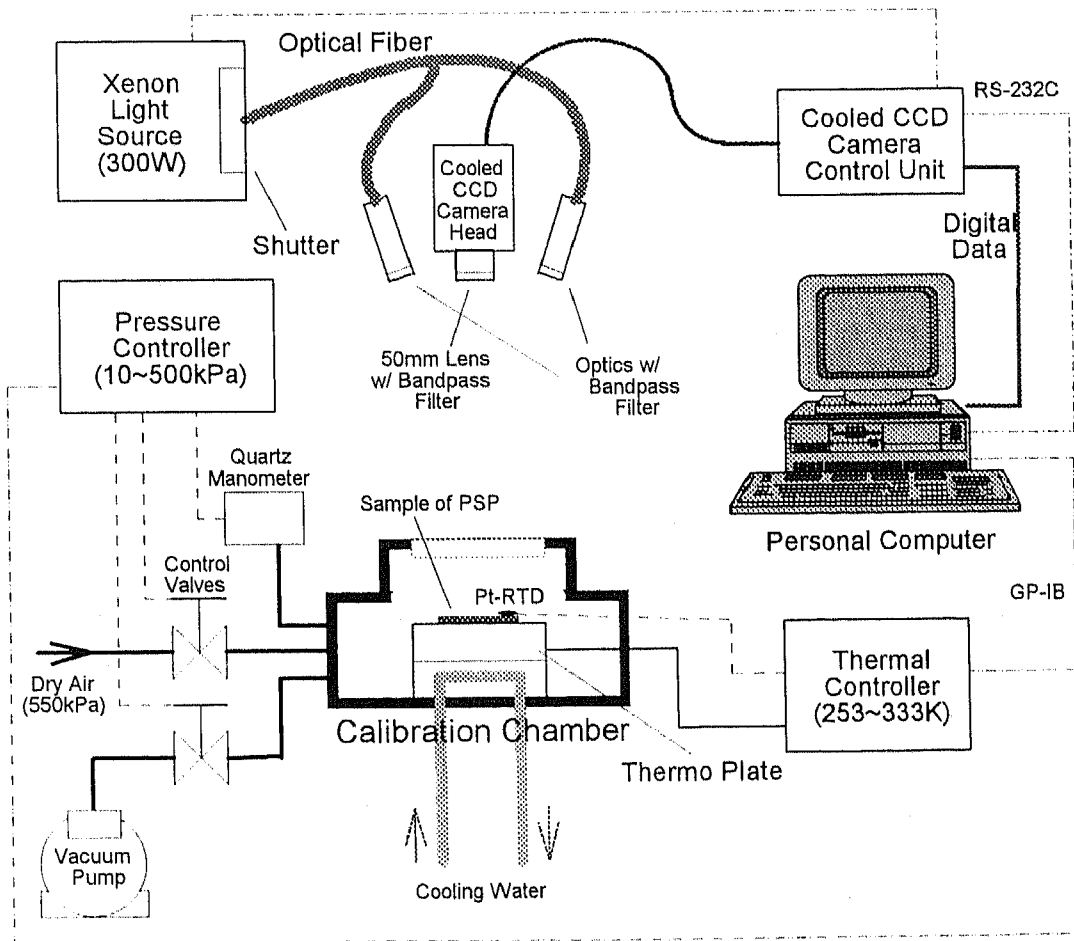 Optical Fiber
Xenon
Light
Source
(300W)
Shutter
Cooled
CCD
Camera
Head
RS-232C
Cooled CCD
Camera
Control Unit
Digital
Data
Pressure
Controller
(10~500kPa)
50mm Lens
w/ Bandpass
Filter
Optics w/
Bandpass
Filter
Quartz
Manometer
Sample of PSP
Personal Computer
Control
Valves
Pt-RTD
GP-IB
Dry Air
(550kPa)
Thermal
Controller
(253~333K)
Calibration Chamber
Thermo Plate
Vacuum
Pump
Cooling Water